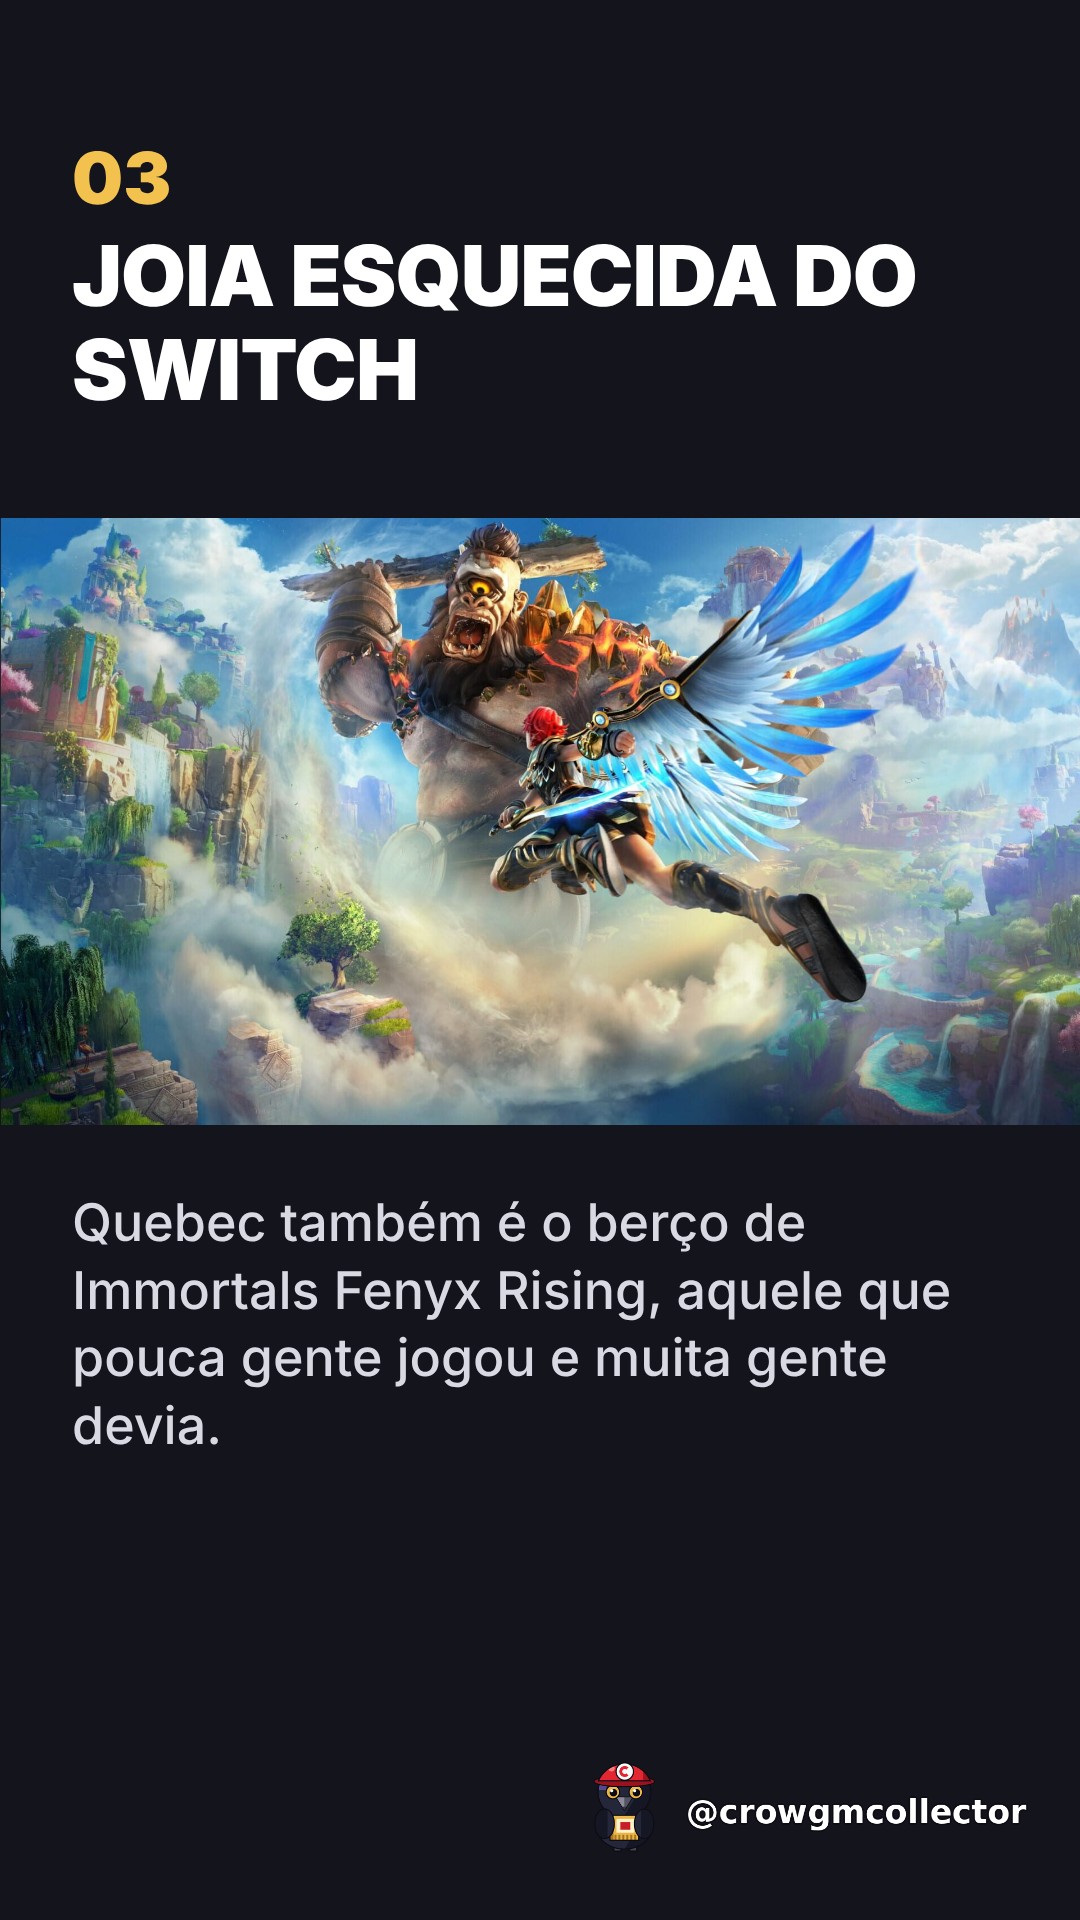 03
JOIA ESQUECIDA DO
SWITCH
Quebec também é o berço de
Immortals Fenyx Rising, aquele que
pouca gente jogou e muita gente
devia.
C
@crowgmcollector